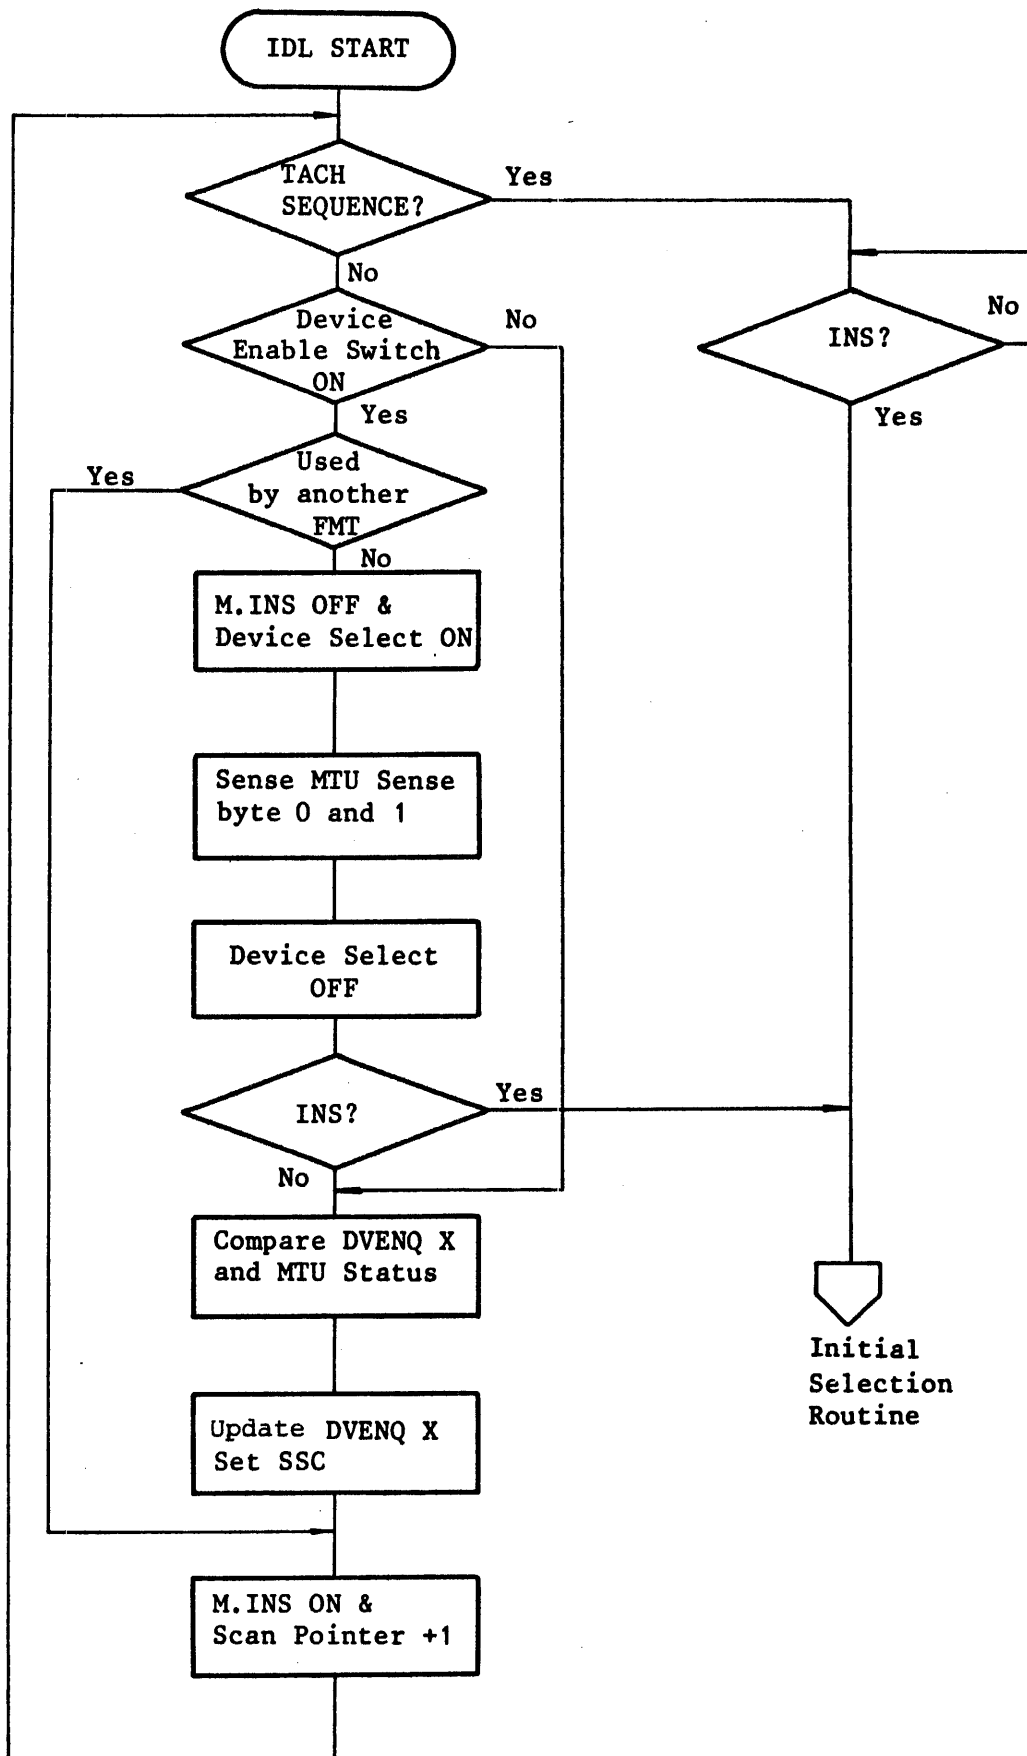 IDL START
TACH
SEQUENCE?
Yes
No
Device
Enable Switch
ON
No
Yes
INS?
No
Yes
Used
by another
FMT
Yes
No
M.INS OFF &
Device Select ON
Sense MTU Sense
byte 0 and 1
Device Select
OFF
INS?
Yes
No
Compare DVENQ X
and MTU Status
Initial
Selection
Routine
Update DVENQ X
Set SSC
M.INS ON &
Scan Pointer +1